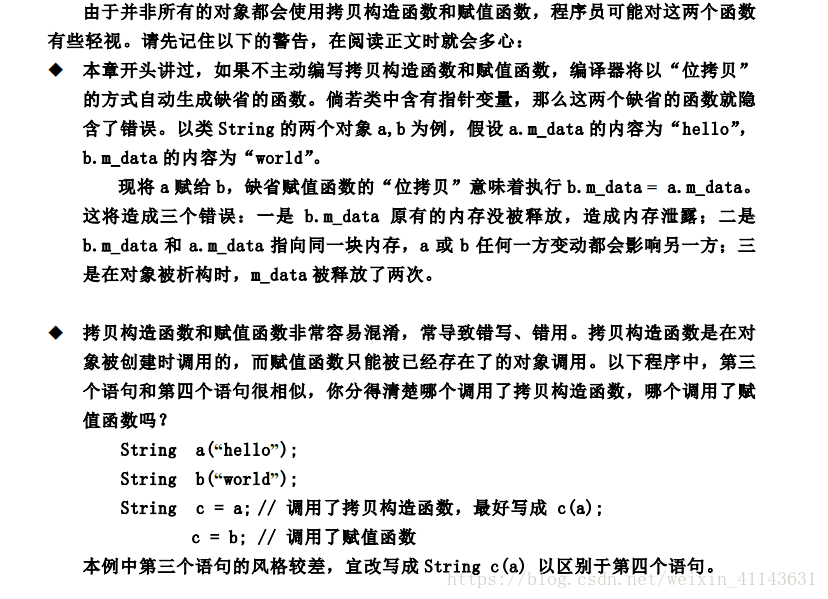 由于并非所有的对象都会使用拷贝构造函数和赋值函数，程序员可能对这两个函数
有些轻视。请先记住以下的警告，在阅读正文时就会多心：
◆ 本章开头讲过，如果不主动编写拷贝构造函数和赋值函数，编译器将以“位拷贝”
的方式自动生成缺省的函数。倘若类中含有指针变量，那么这两个缺省的函数就隐
含了错误。以类 String 的两个对象 a,b 为例，假设 a.m_data 的内容为“hello”，
b.m_data 的内容为“world”。
现将 a 赋给 b，缺省赋值函数的“位拷贝”意味着执行 b.m_data = a.m_data。
这将造成三个错误：一是 b.m_data 原有的内存没被释放，造成内存泄露；二是
b.m_data 和 a.m_data 指向同一块内存，a 或 b 任何一方变动都会影响另一方；三
是在对象被析构时，m_data 被释放了两次。
◆ 拷贝构造函数和赋值函数非常容易混淆，常导致错写、错用。拷贝构造函数是在对
象被创建时调用的，而赋值函数只能被已经存在了的对象调用。以下程序中，第三
个语句和第四个语句很相似，你分得清楚哪个调用了拷贝构造函数，哪个调用了赋
值函数吗？
String a(“hello”);
String b(“world”);
String c = a; // 调用了拷贝构造函数，最好写成 c(a);
c = b; // 调用了赋值函数
本例中第三个语句的风格较差，宜改写成 String c(a) 以区别于第四个语句。
https://blog.csdn.net/weixin_41143631